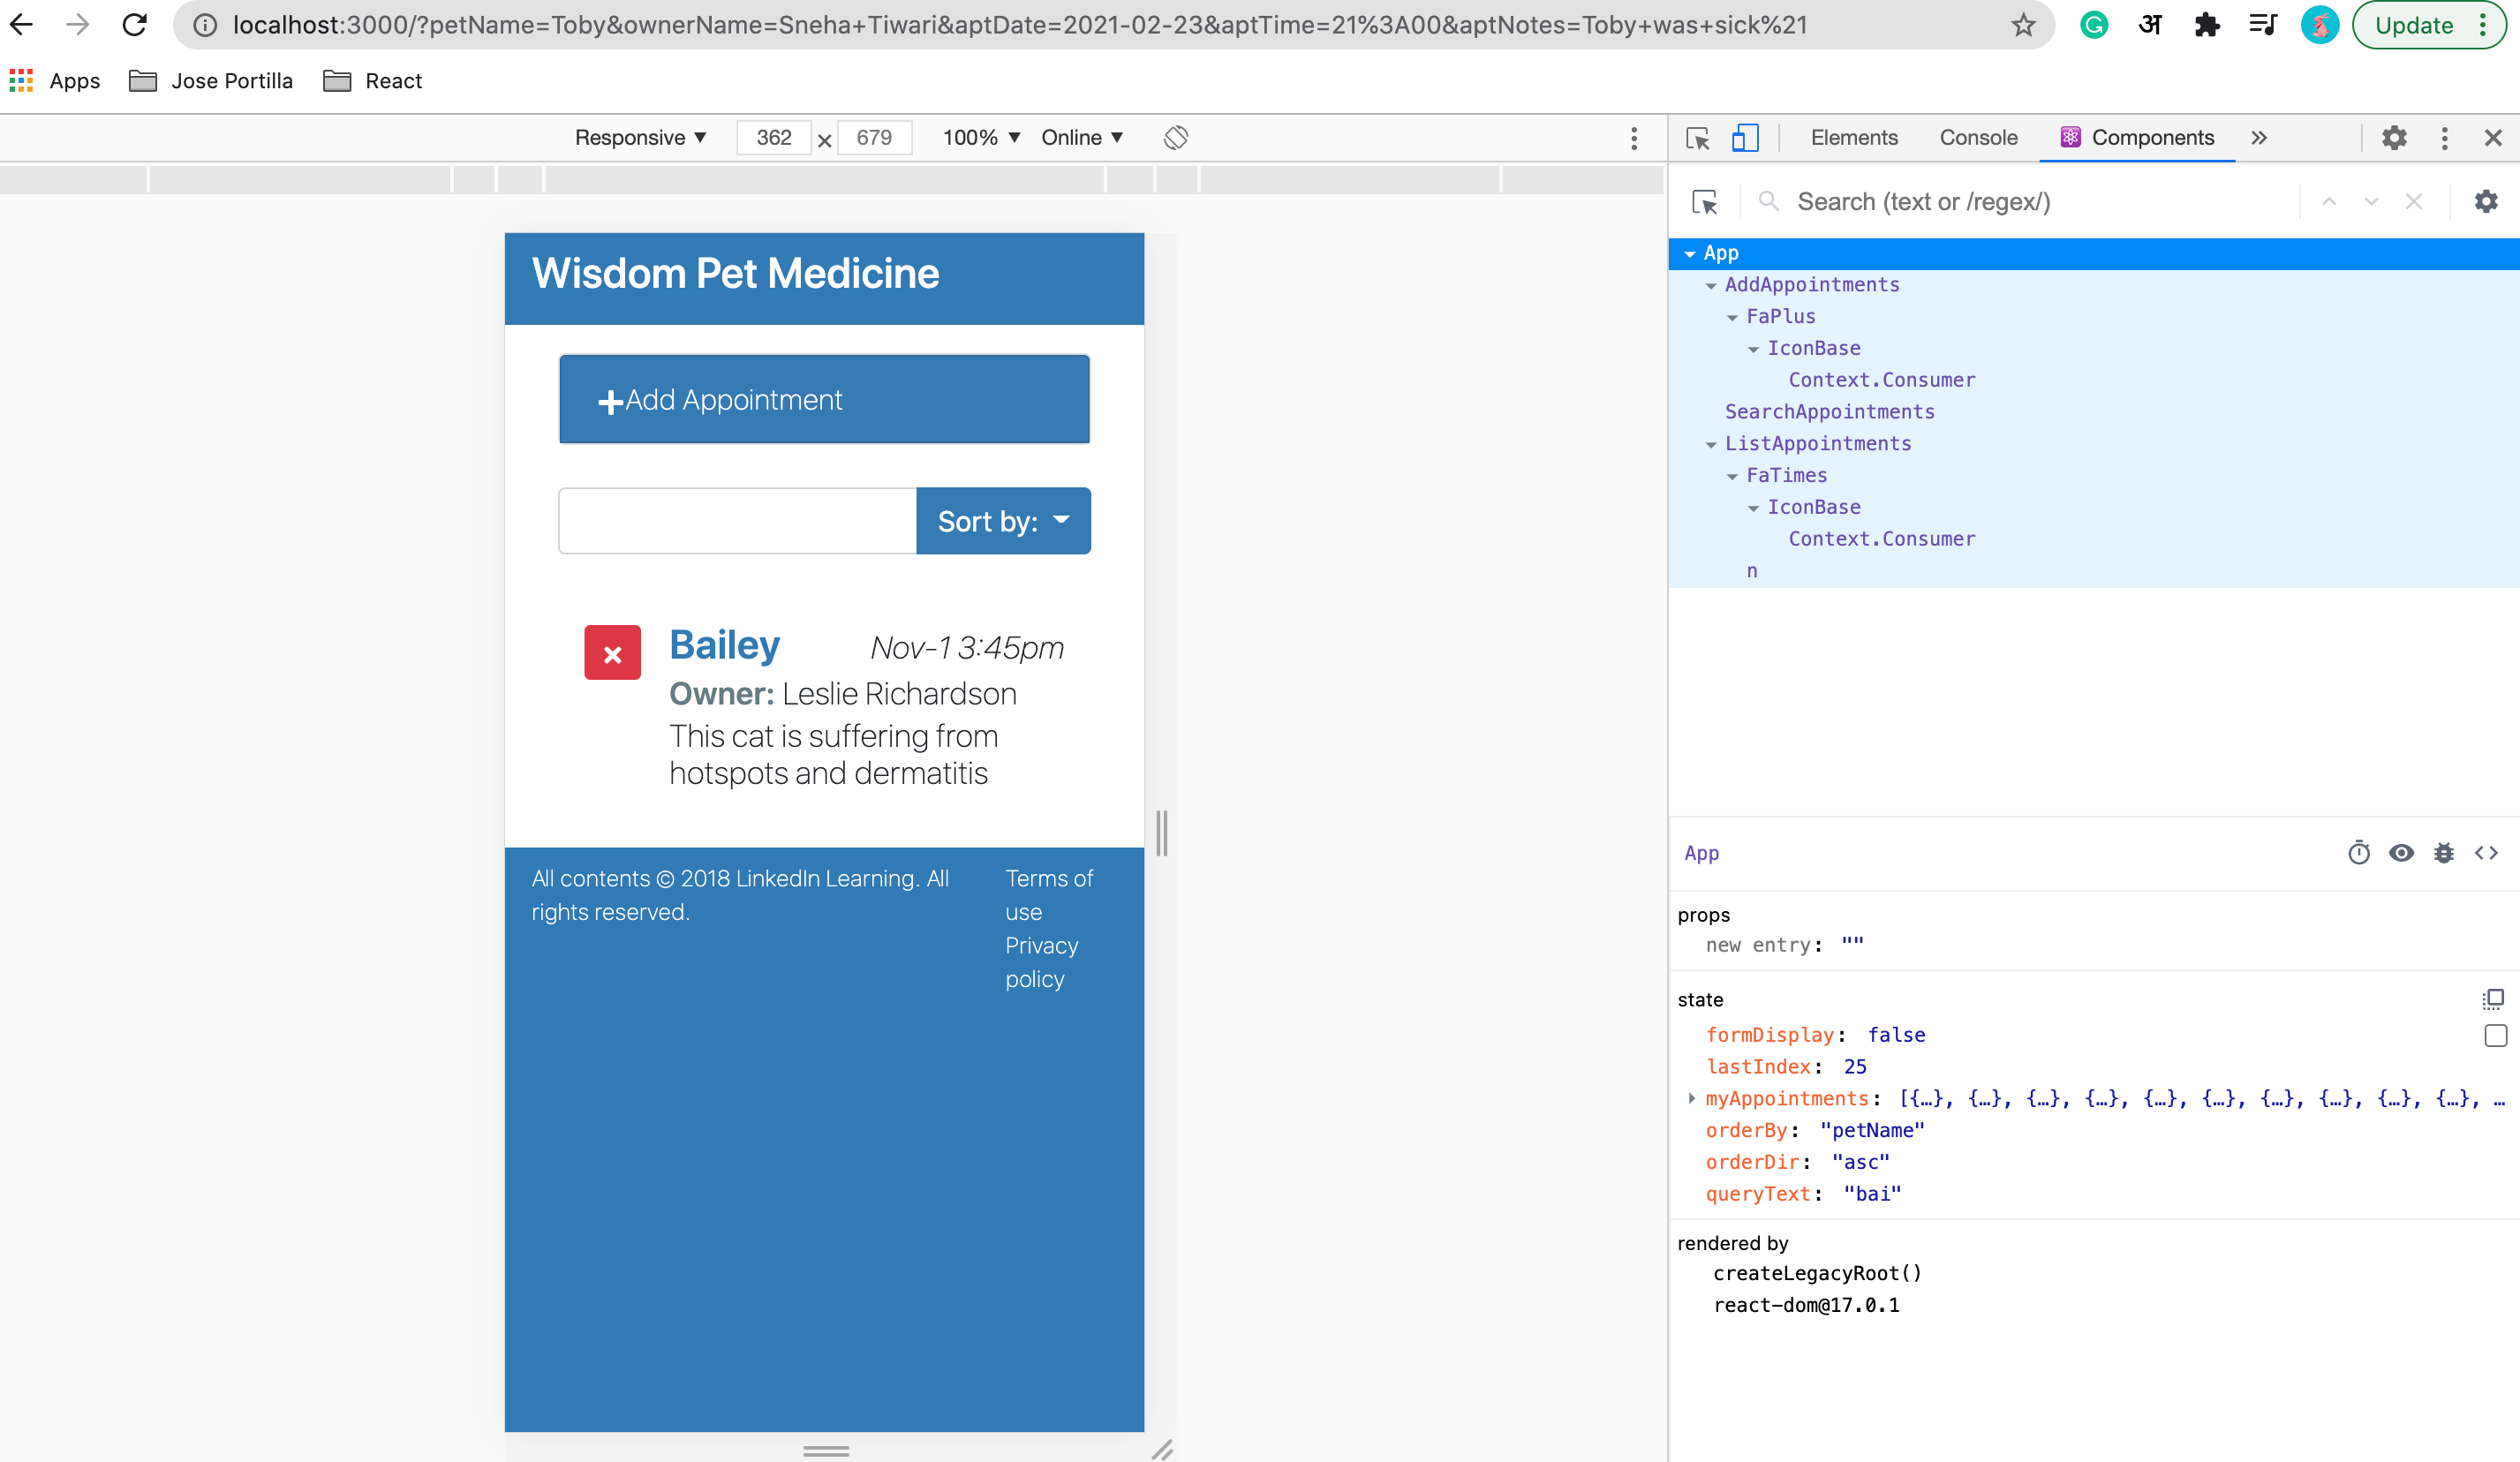 localhost:3000/?petName=Toby&ownerName=Sneha+Tiwari&aptDate=2021-02-23&aptTime=21%3A00&aptNotes=Toby+was+sick%21
अ
Update
Apps
Jose Portilla
React
Responsive ▼ 362 × 679 100% ▼ Online ▼
Elements Console Components »
Search (text or /regex/)
Wisdom Pet Medicine
Add Appointment
Sort by:
Bailey Nov-1 3:45pm
Owner: Leslie Richardson
This cat is suffering from
hotspots and dermatitis
All contents © 2018 LinkedIn Learning. All
rights reserved.
Terms of
use
Privacy
policy
App
AddAppointments
FaPlus
IconBase
Context.Consumer
SearchAppointments
ListAppointments
FaTimes
IconBase
Context.Consumer
n
App
props
new entry: ""
state
formDisplay: false
lastIndex: 25
myAppointments: [{…}, {…}, {…}, {…}, {…}, {…}, {…}, {…}, {…}, {…}, …
orderBy: "petName"
orderDir: "asc"
queryText: "bai"
rendered by
createLegacyRoot()
react-dom@17.0.1